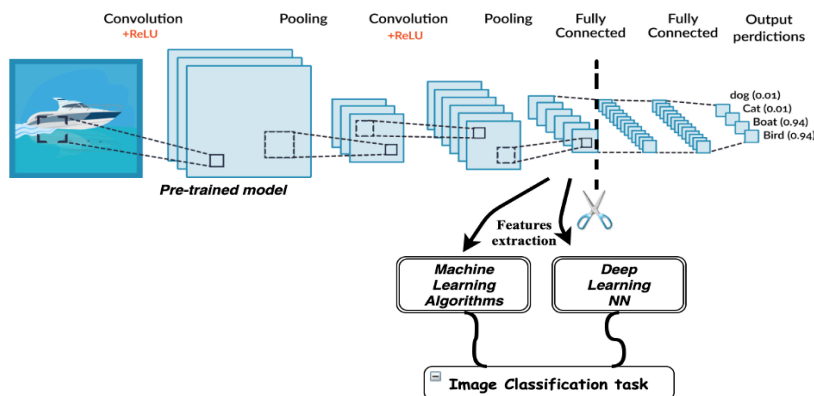 Convolution
+ReLU
Pooling
Convolution
+ReLU
Pooling
Fully
Connected
Fully
Connected
Output
perdictions
dog (0.01)
Cat (0.01)
Boat (0.94)
Bird (0.94)
Pre-trained model
Features
extraction
Machine
Learning
Algorithms
Deep
Learning
NN
Image Classification task